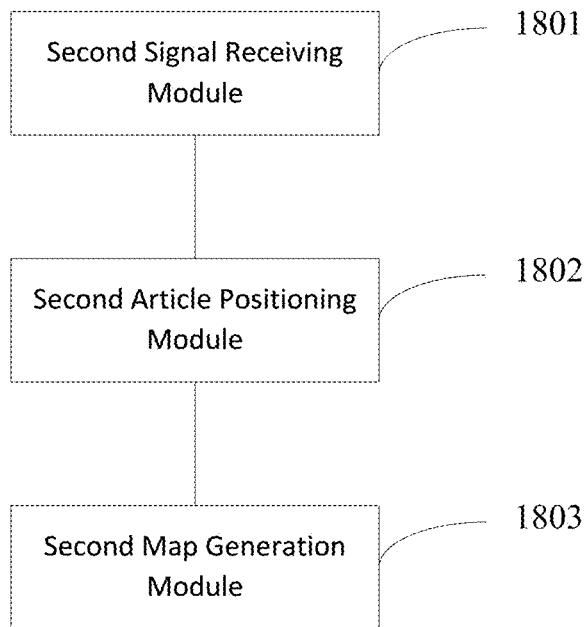 1801
Second Signal Receiving
Module
1802
Second Article Positioning
Module
1803
Second Map Generation
Module